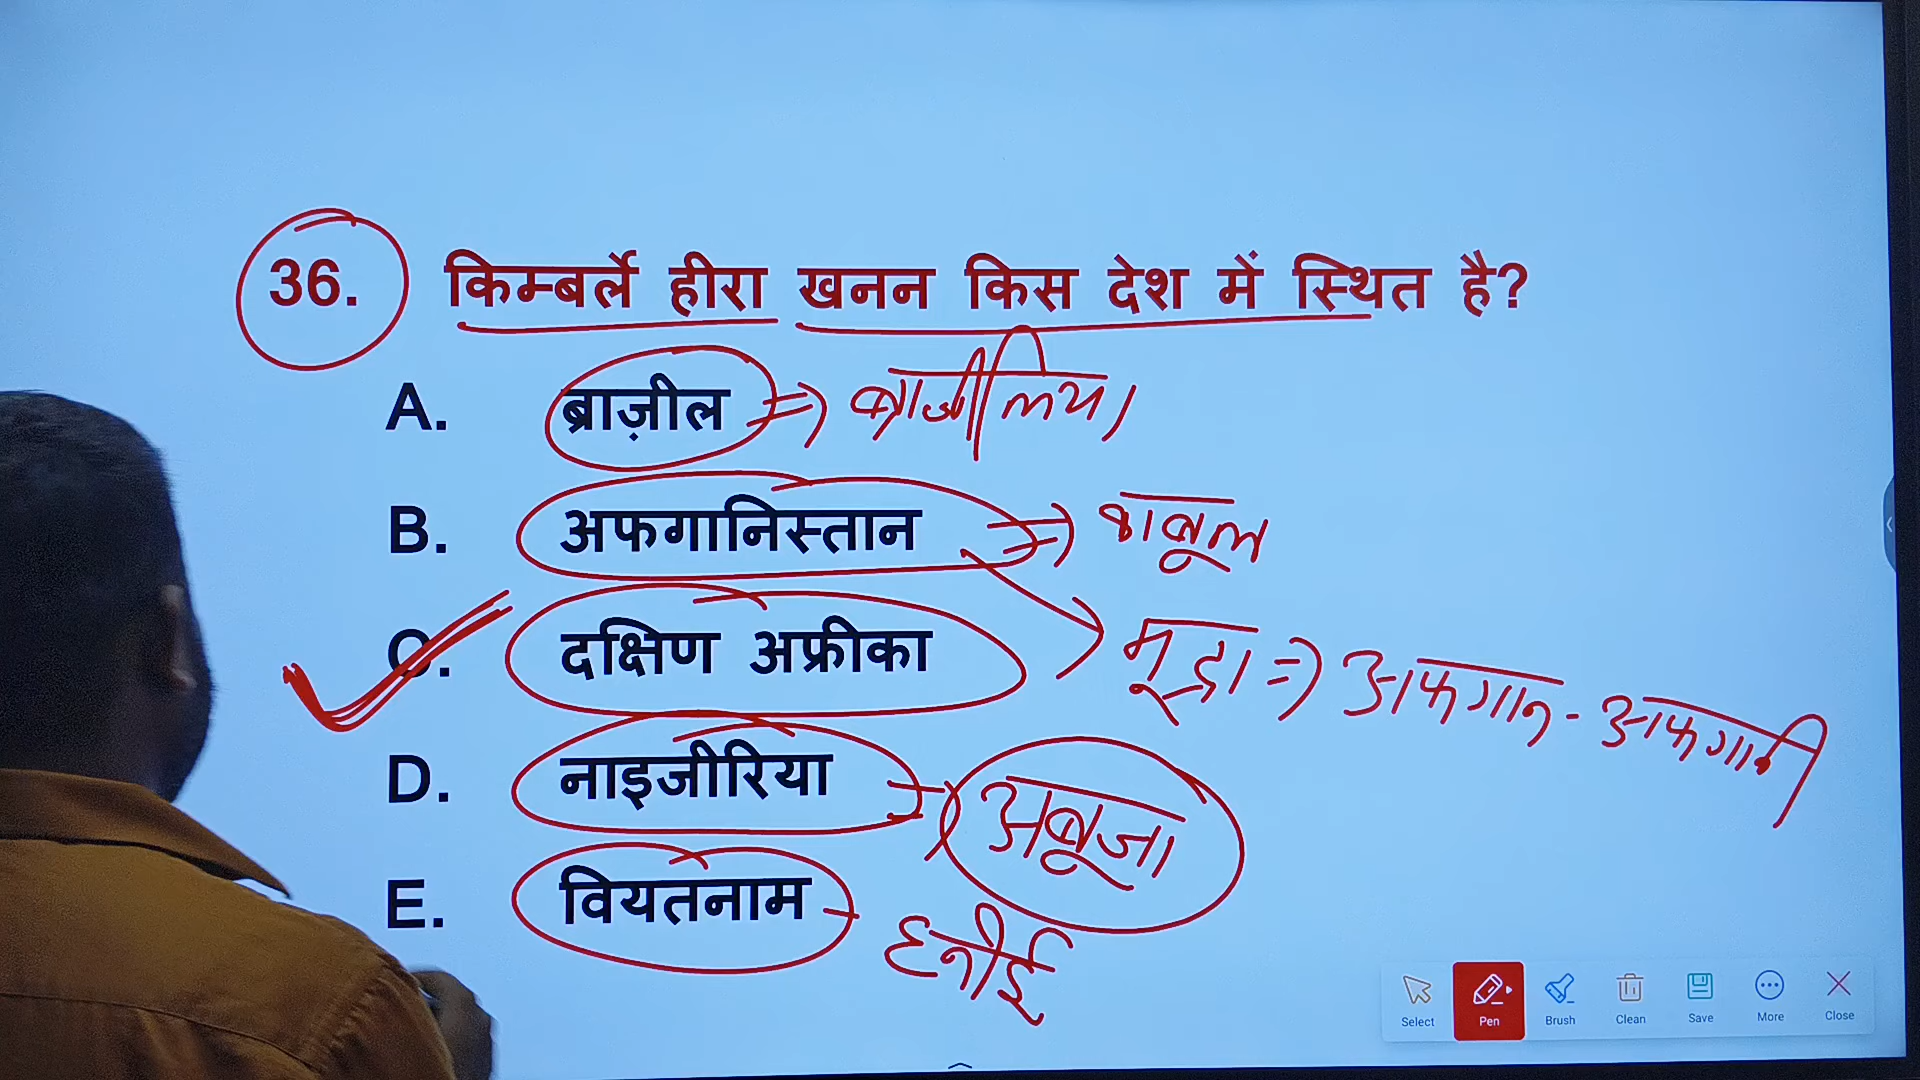 36. किम्बर्ले हीरा खनन किस देश में स्थित है?
A. ब्राज़ील => ब्राजीलिया
B. अफगानिस्तान => काबुल
C. दक्षिण अफ्रीका
मुद्रा => अफगान - अफगानी
D. नाइजीरिया => अबूजा
E. वियतनाम - हनोई
Select Pen Brush Clean Save More Close